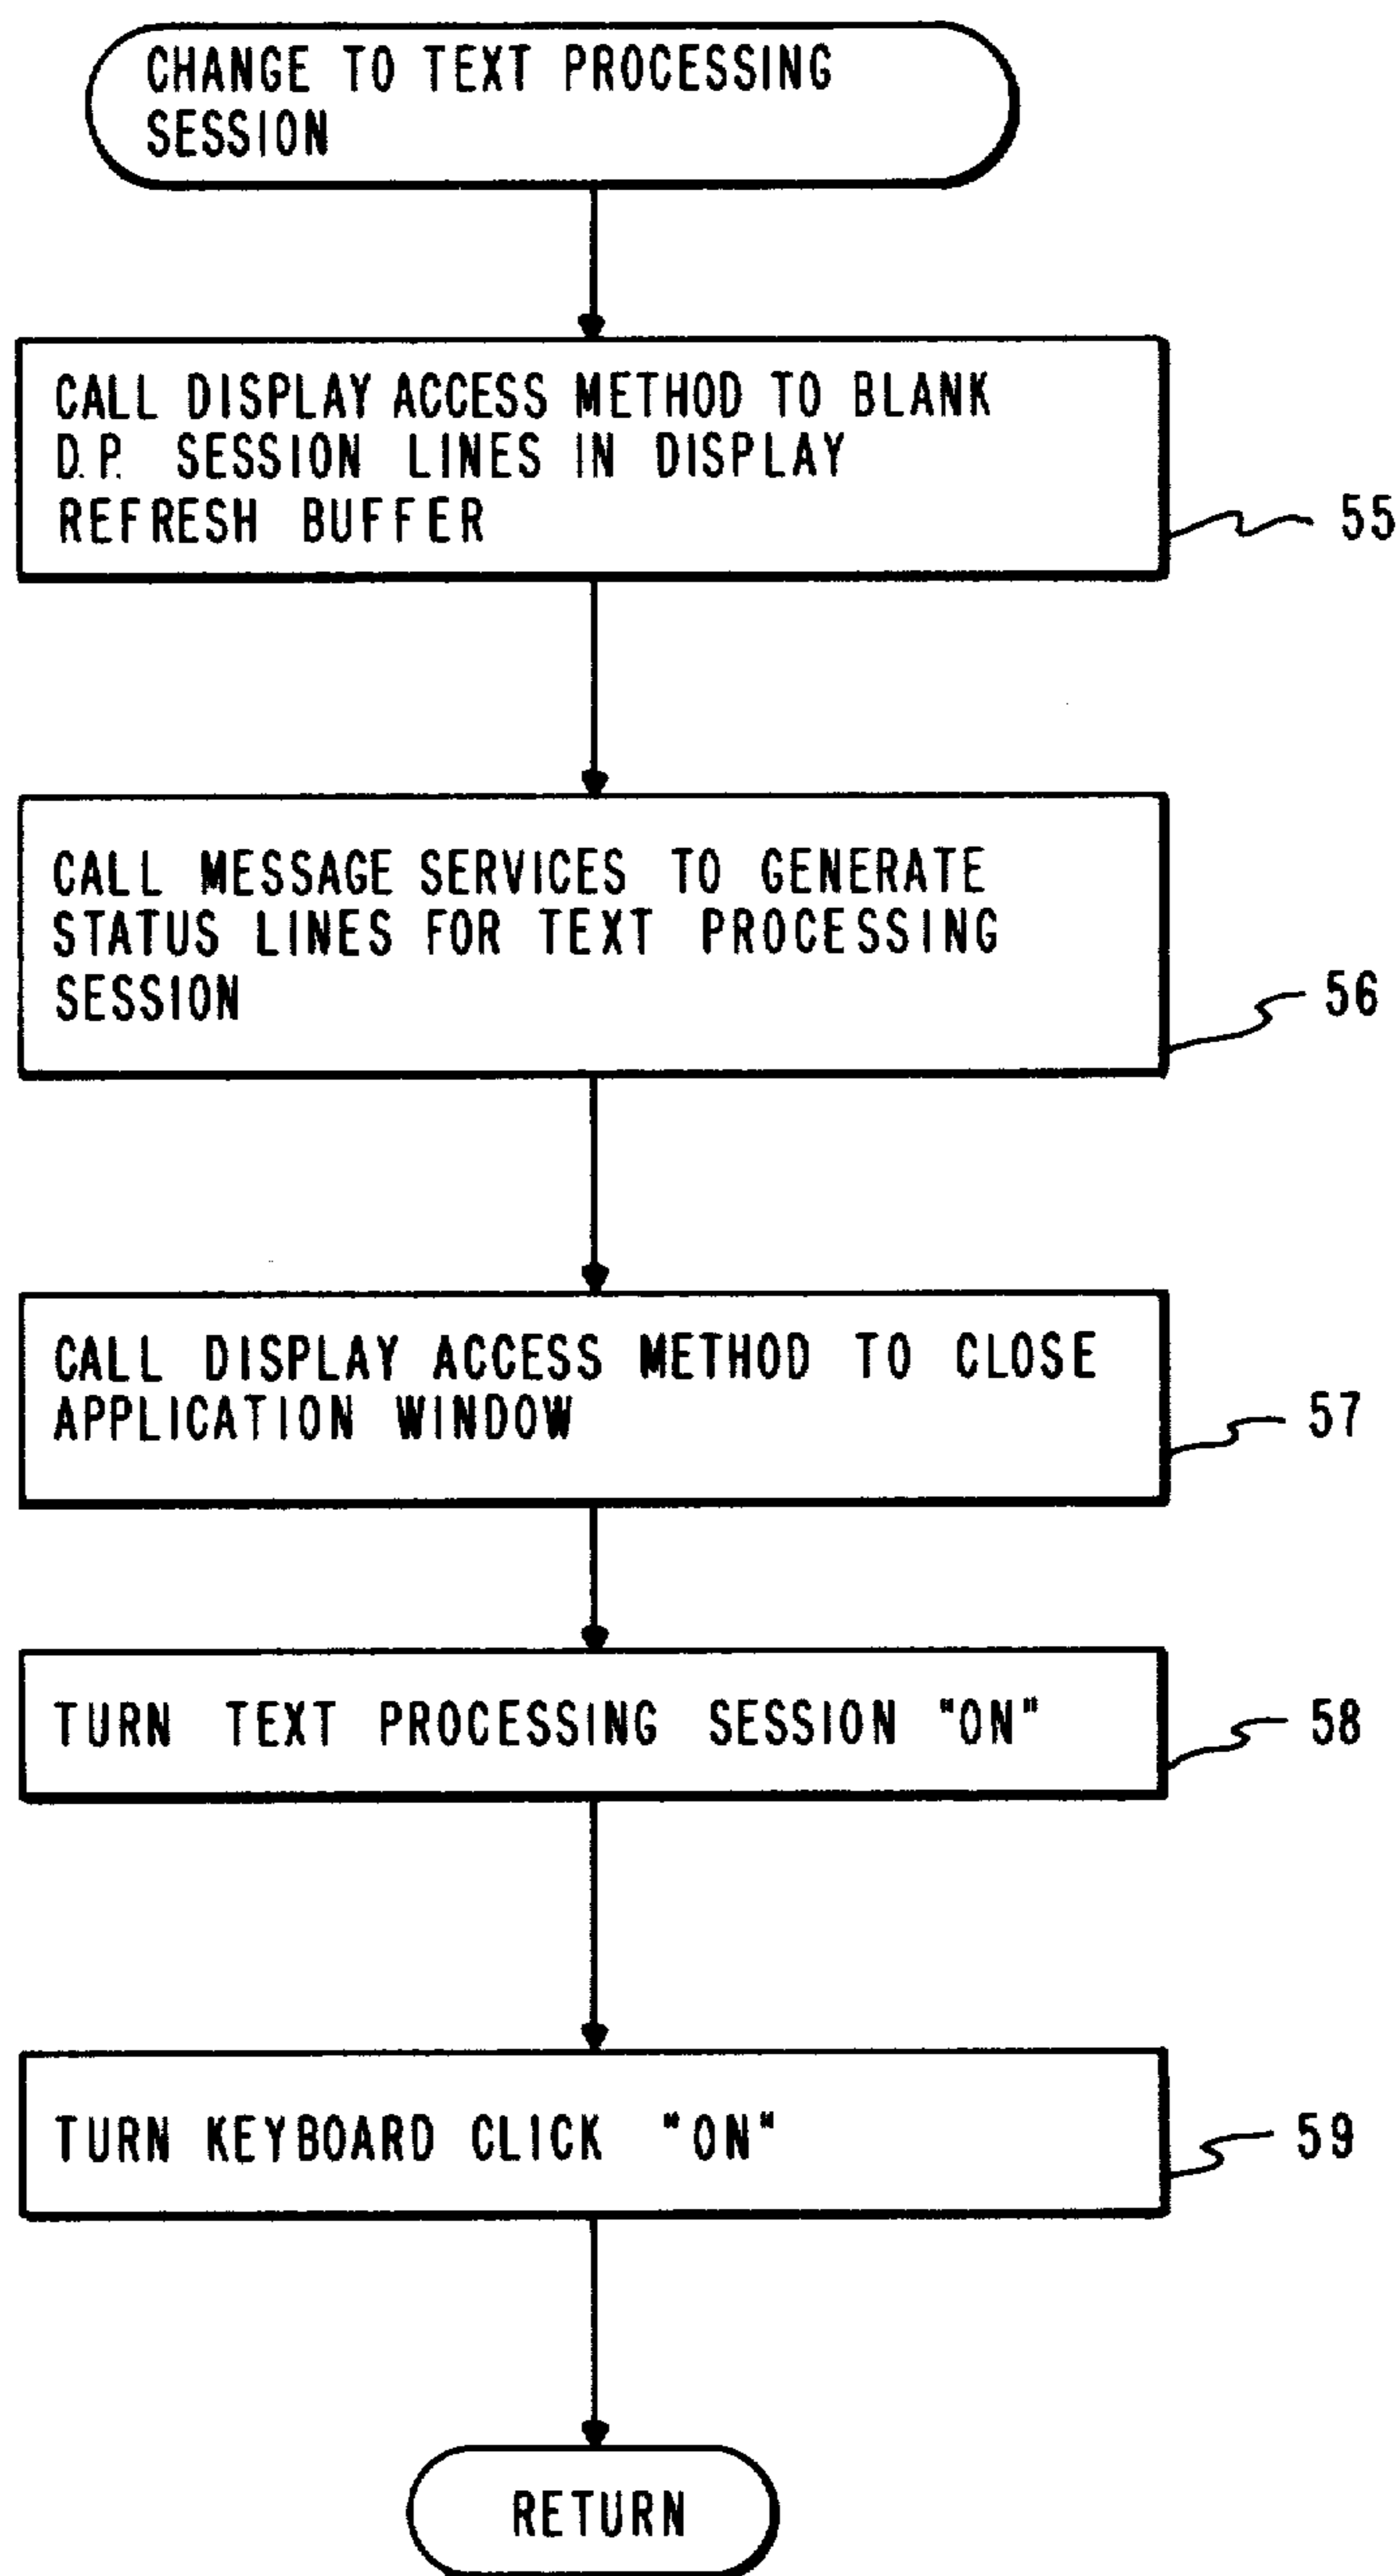 CHANGE TO TEXT PROCESSING
SESSION
CALL DISPLAY ACCESS METHOD TO BLANK
D.P. SESSION LINES IN DISPLAY
REFRESH BUFFER
55
CALL MESSAGE SERVICES TO GENERATE
STATUS LINES FOR TEXT PROCESSING
SESSION
56
CALL DISPLAY ACCESS METHOD TO CLOSE
APPLICATION WINDOW
57
TURN TEXT PROCESSING SESSION "ON"
58
TURN KEYBOARD CLICK "ON"
59
RETURN